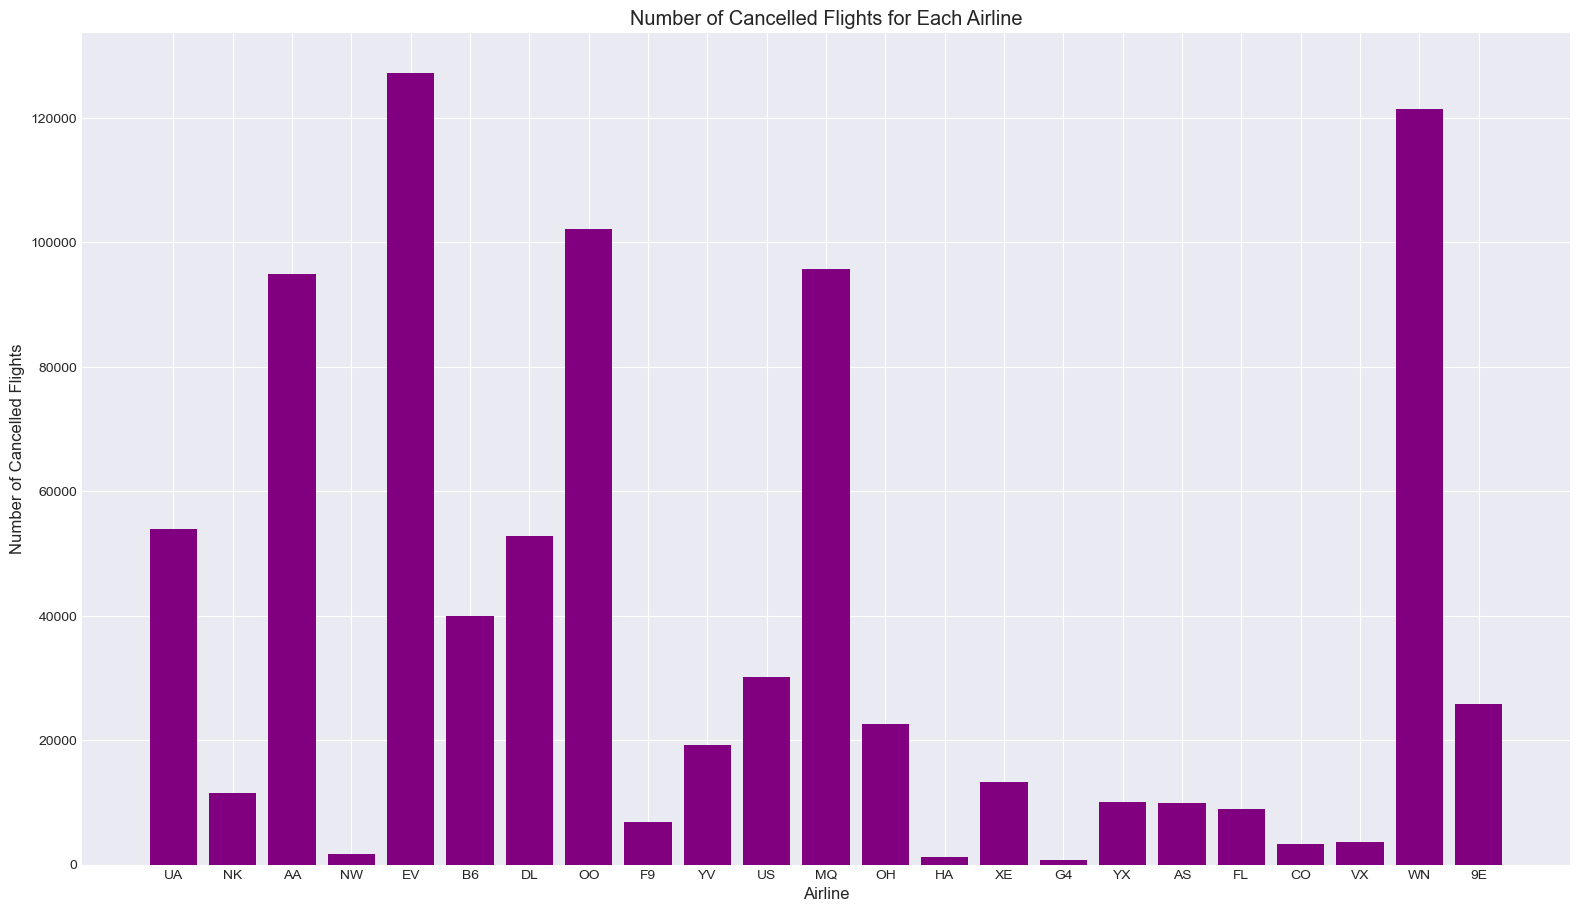 Number of Cancelled Flights for Each Airline
Number of Cancelled Flights
120000
100000
80000
60000
40000
20000
0
UA NK AA NW EV B6 DL OO F9 YV US MQ OH HA XE G4 YX AS FL CO VX WN 9E
Airline